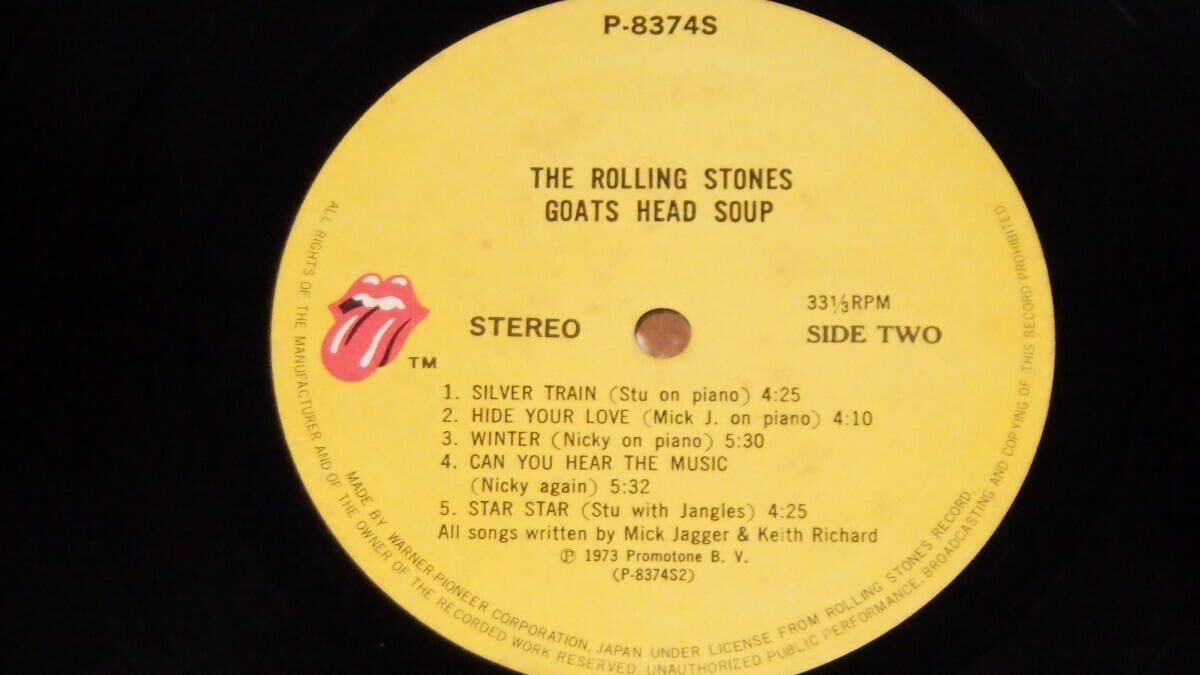 P-8374S
THE ROLLING STONES
GOATS HEAD SOUP
STEREO
33 1/3 RPM
SIDE TWO
TM
1. SILVER TRAIN (Stu on piano) 4:25
2. HIDE YOUR LOVE (Mick J. on piano) 4:10
3. WINTER (Nicky on piano) 5:30
4. CAN YOU HEAR THE MUSIC
(Nicky again) 5:32
5. STAR STAR (Stu with Jangles) 4:25
All songs written by Mick Jagger & Keith Richard
℗ 1973 Promotone B. V.
(P-8374S2)
MADE BY WARNER-PIONEER CORPORATION, JAPAN UNDER LICENSE FROM ROLLING STONES RECORD.
ALL RIGHTS OF THE MANUFACTURER AND OF THE OWNER OF THE RECORDED WORK RESERVED. UNAUTHORIZED PUBLIC PERFORMANCE, BROADCASTING AND COPYING OF THIS RECORD PROHIBITED.